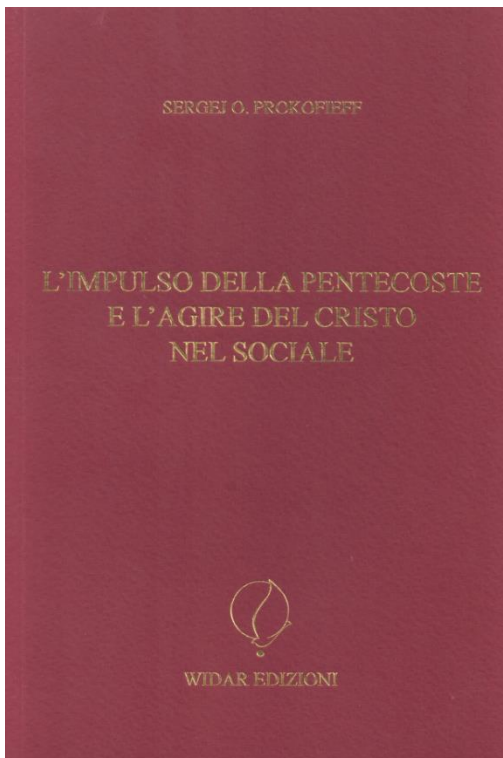 SERGEJ O. PROKOFIEFF
L'IMPULSO DELLA PENTECOSTE
E L'AGIRE DEL CRISTO
NEL SOCIALE
WIDAR EDIZIONI